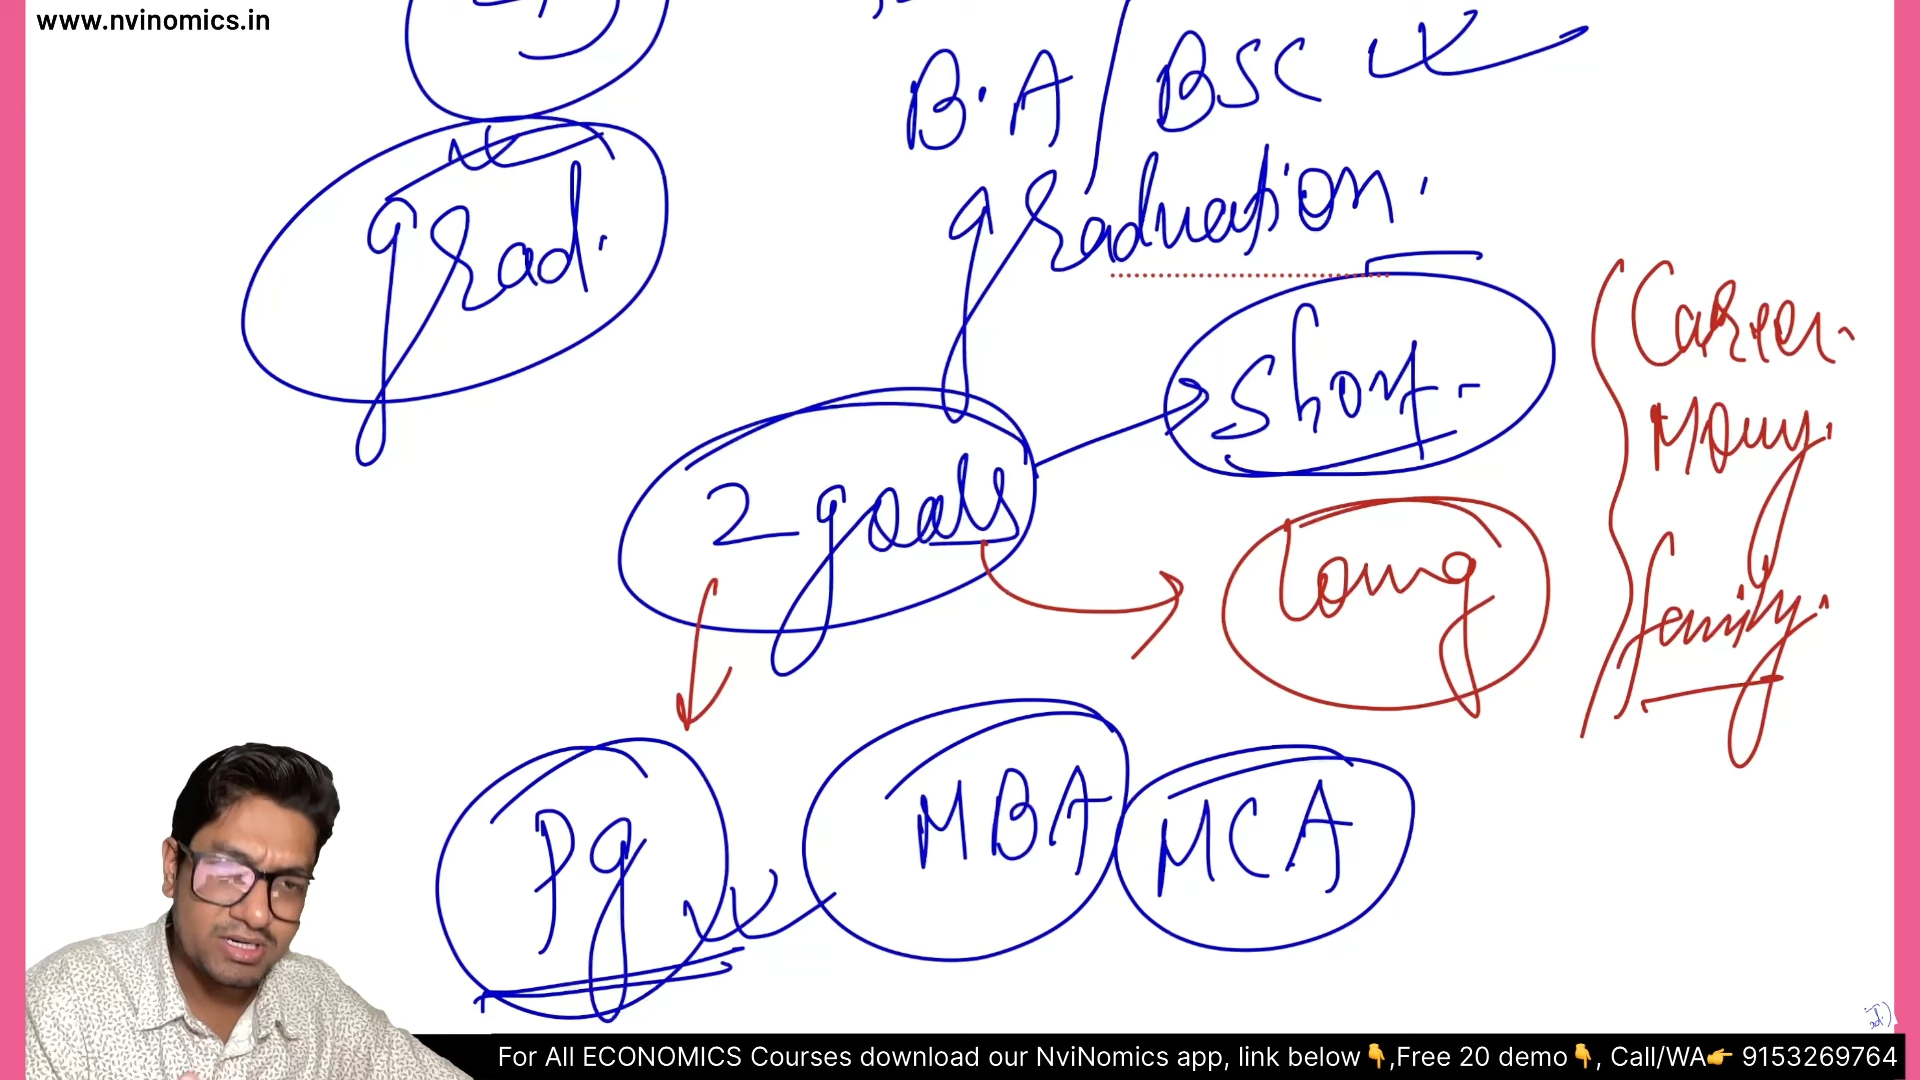 www.nvinomics.in
B.A / BSC
grad.
graduation.
short.
Career.
Money.
2 goals
long
family.
Pg
MBA
MCA
For All ECONOMICS Courses download our NviNomics app, link below👇,Free 20 demo👇, Call/WA👉 9153269764